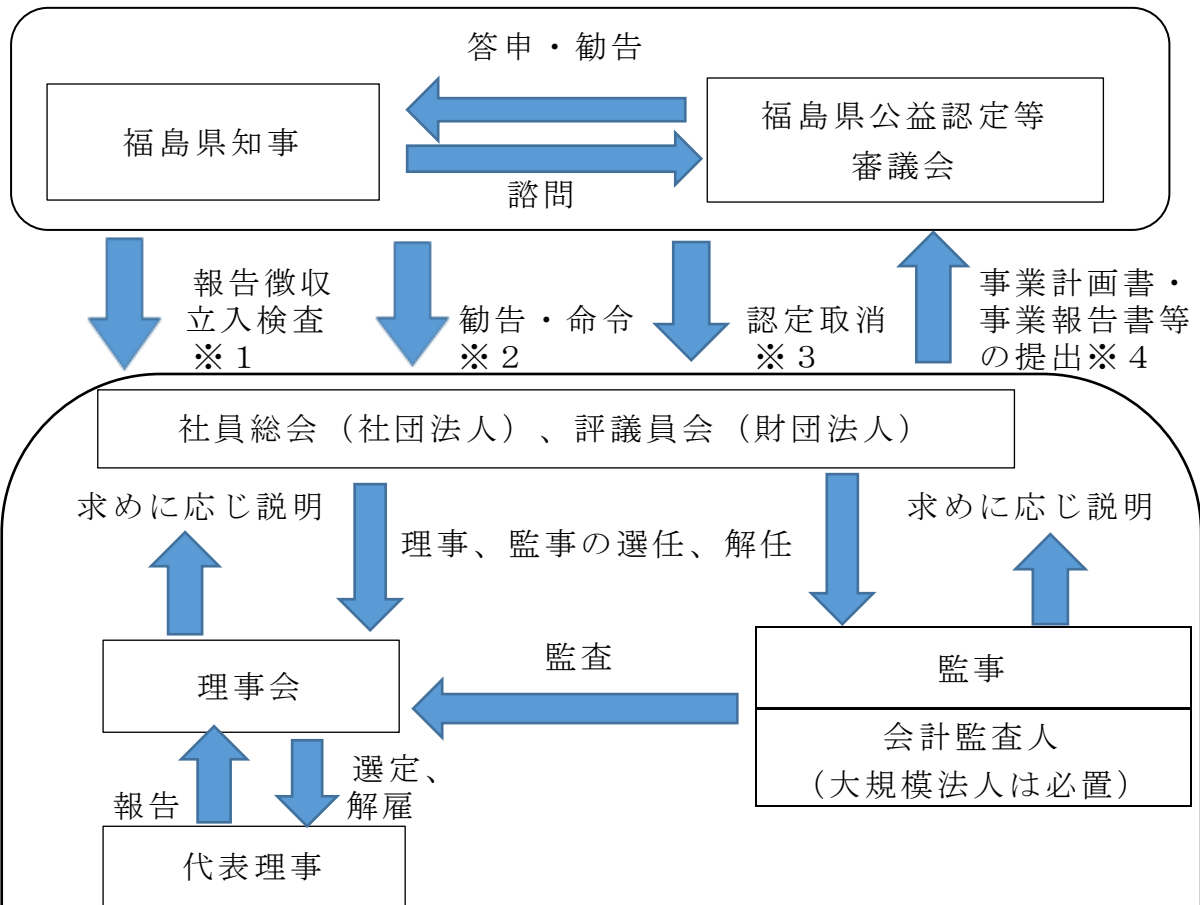 答申・勧告
福島県知事
福島県公益認定等
審議会
諮問
報告徴収
立入検査
※１
勧告・命令
※２
認定取消
※３
事業計画書・
事業報告書等
の提出※４
社員総会（社団法人）、評議員会（財団法人）
求めに応じ説明
理事、監事の選任、解任
求めに応じ説明
理事会
監査
監事
会計監査人
（大規模法人は必置）
報告
選定、
解雇
代表理事